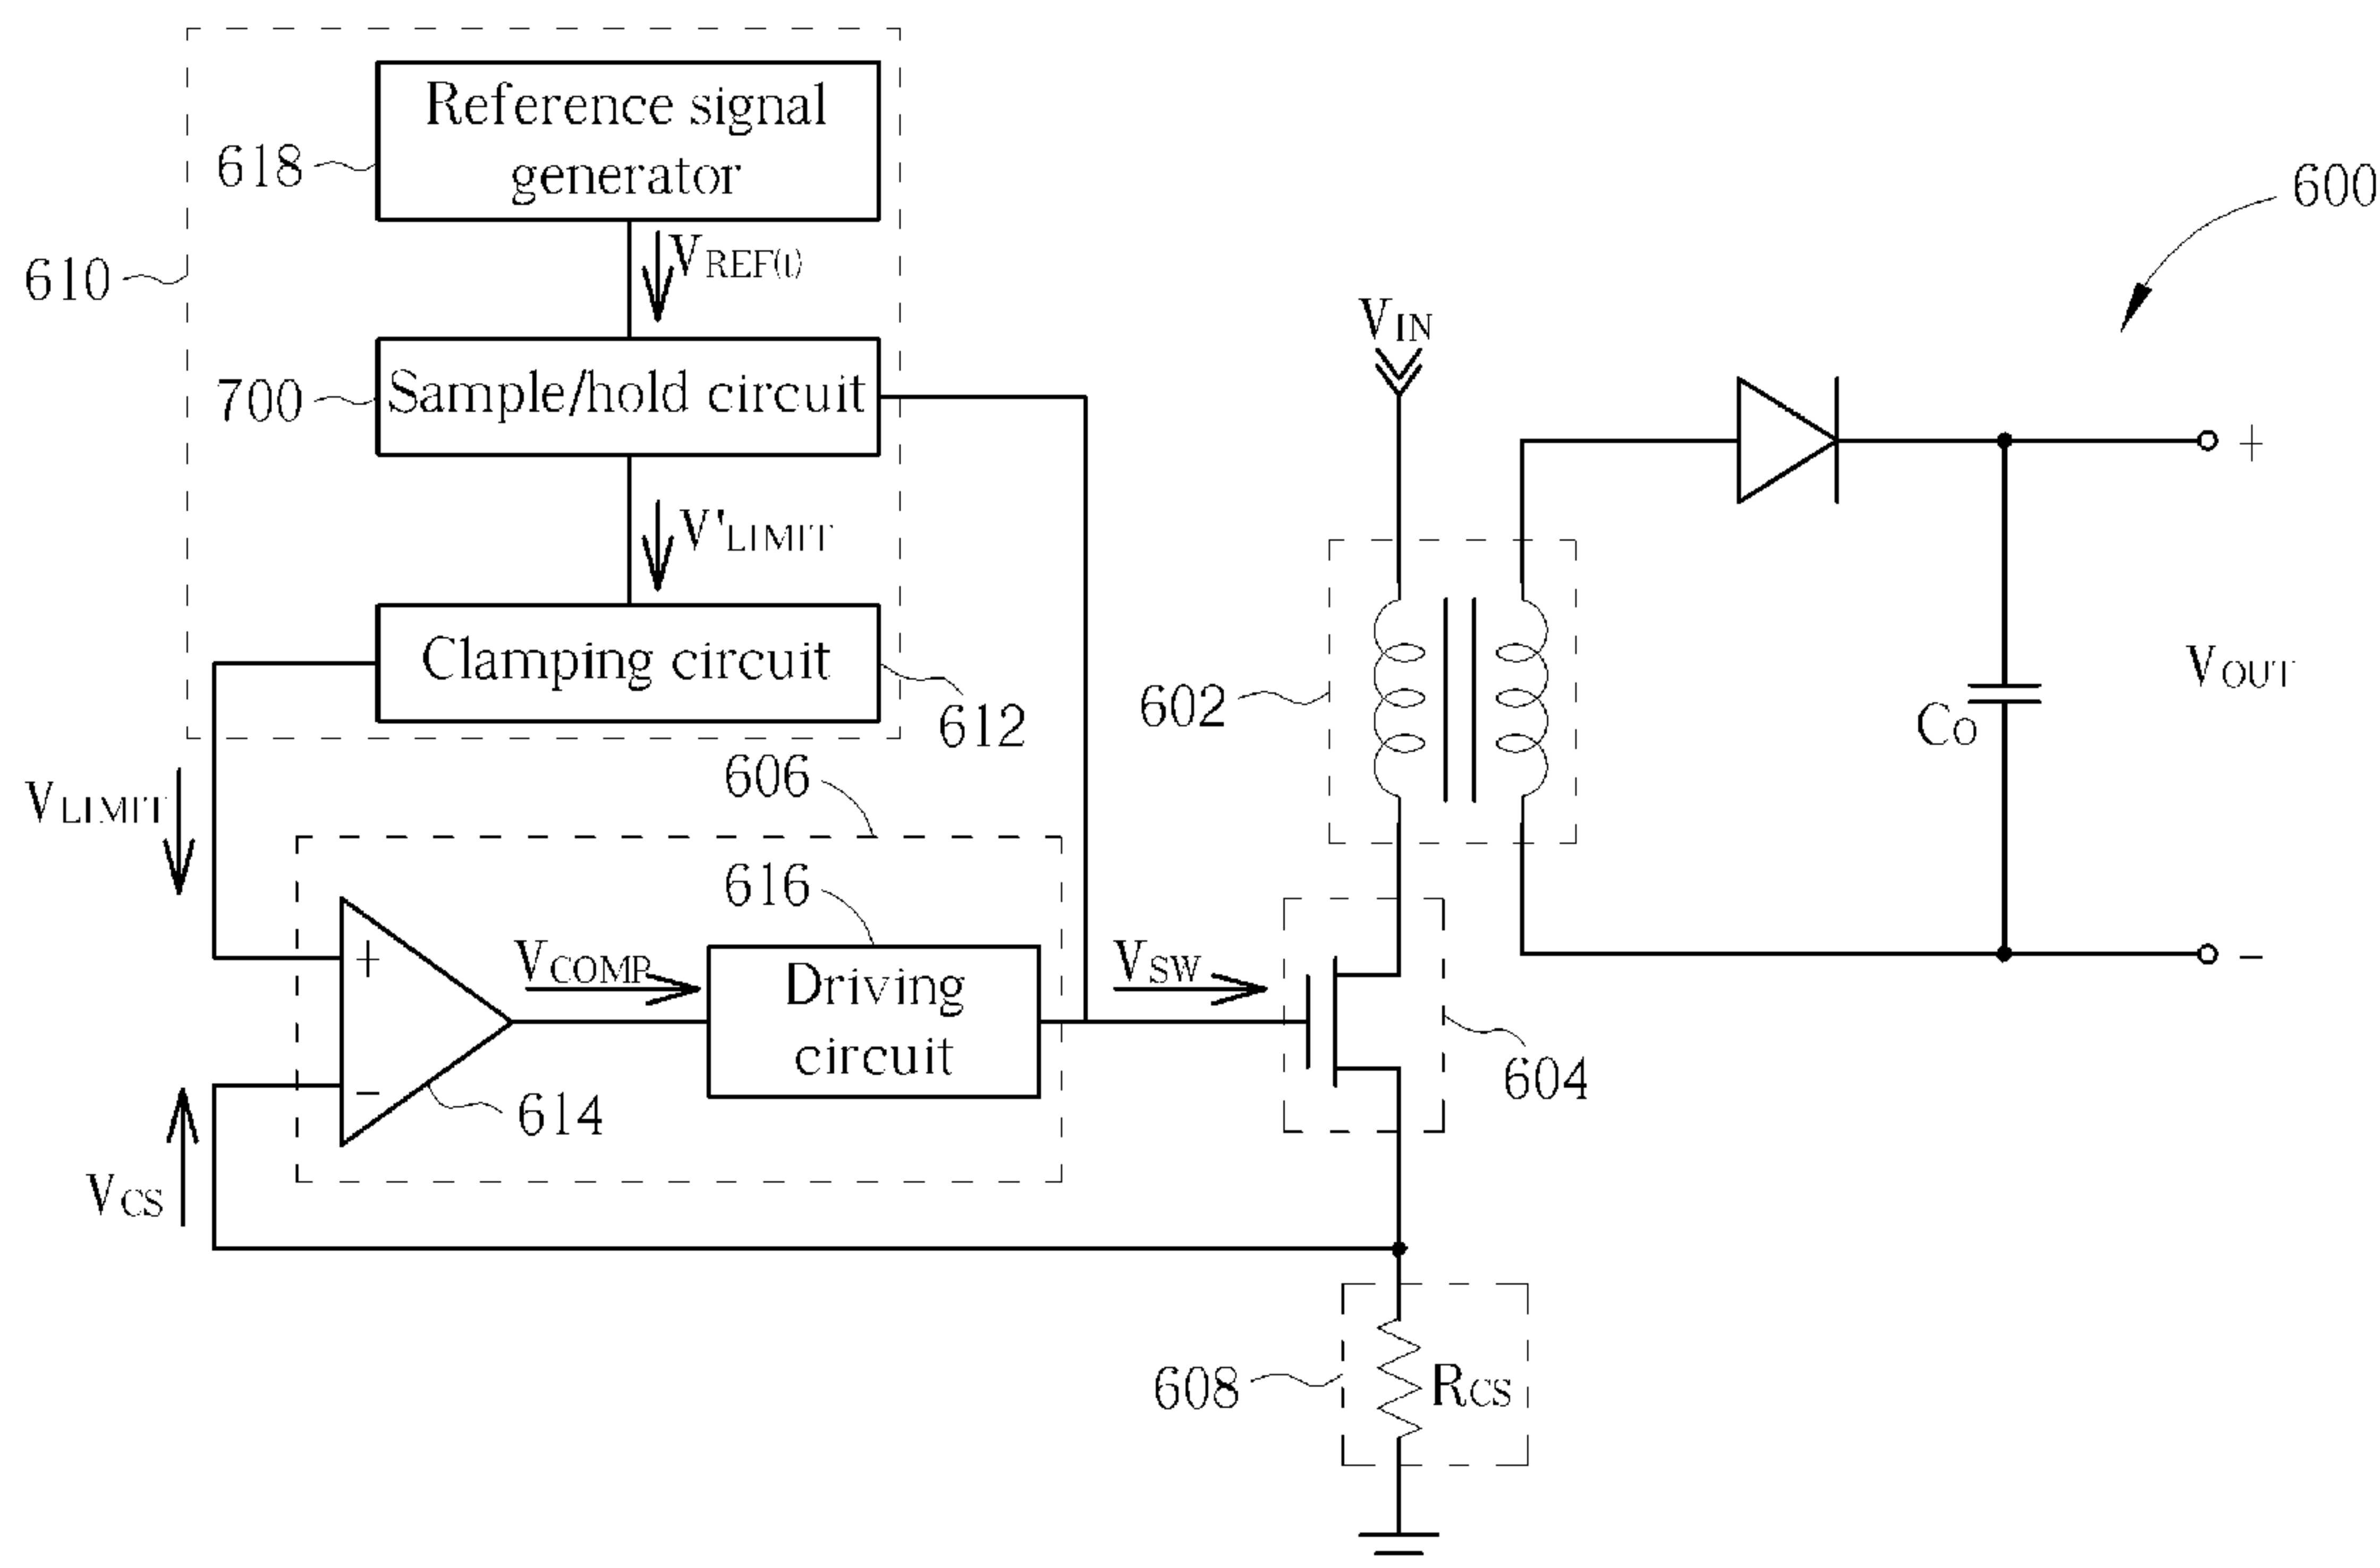 Reference signal
generator
618
VREF(t)
610
600
VIN
Sample/hold circuit
700
+
V'LIMIT
Clamping circuit
612
602
VOUT
Co
606
VLIMIT
616
+
VCOMP
Driving
circuit
VSW
-
604
-
614
VCS
608
RCS